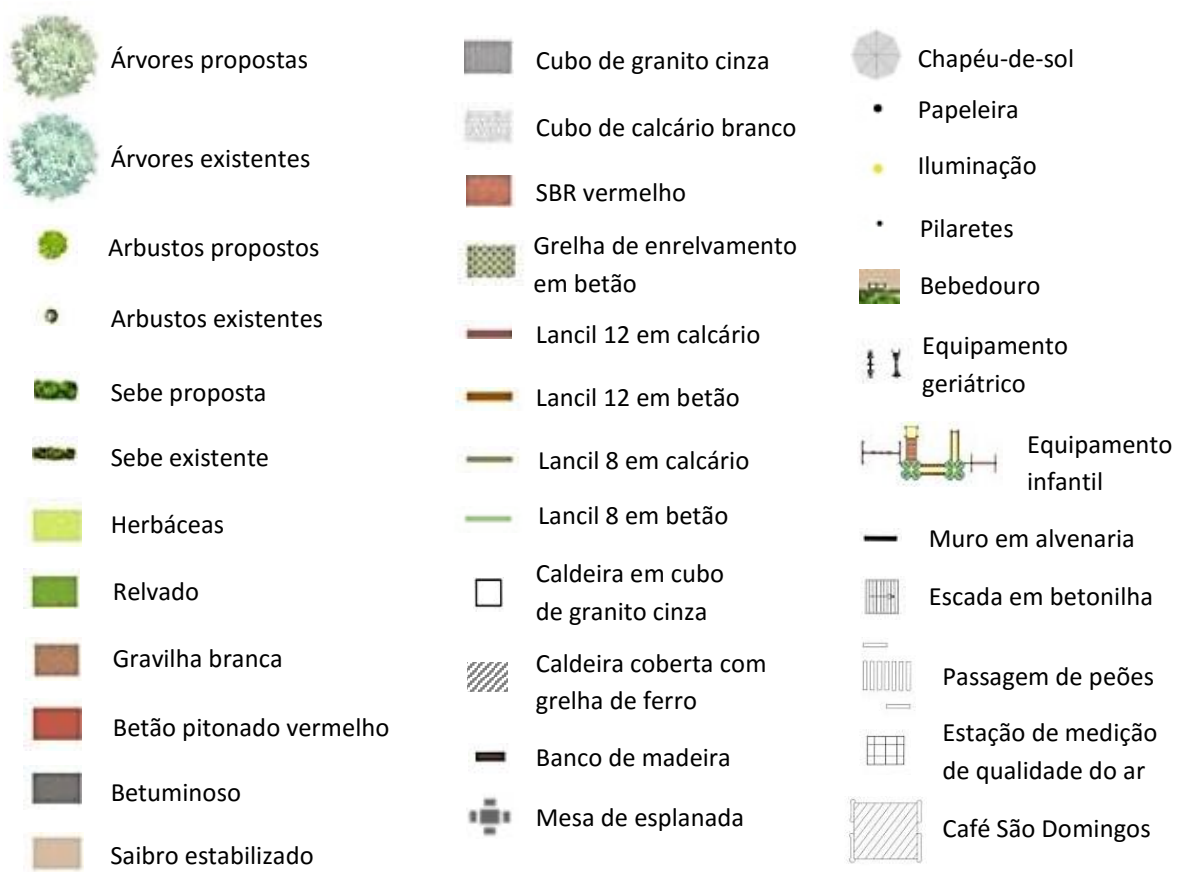 Árvores propostas
Árvores existentes
Arbustos propostos
Arbustos existentes
Sebe proposta
Sebe existente
Herbáceas
Relvado
Gravilha branca
Betão pitonado vermelho
Betuminoso
Saibro estabilizado
Cubo de granito cinza
Cubo de calcário branco
SBR vermelho
Grelha de enrelvamento
em betão
Lancil 12 em calcário
Lancil 12 em betão
Lancil 8 em calcário
Lancil 8 em betão
Caldeira em cubo
de granito cinza
Caldeira coberta com
grelha de ferro
Banco de madeira
Mesa de esplanada
Chapéu-de-sol
Papeleira
Iluminação
Pilaretes
Bebedouro
Equipamento
geriátrico
Equipamento
infantil
Muro em alvenaria
Escada em betonilha
Passagem de peões
Estação de medição
de qualidade do ar
Café São Domingos